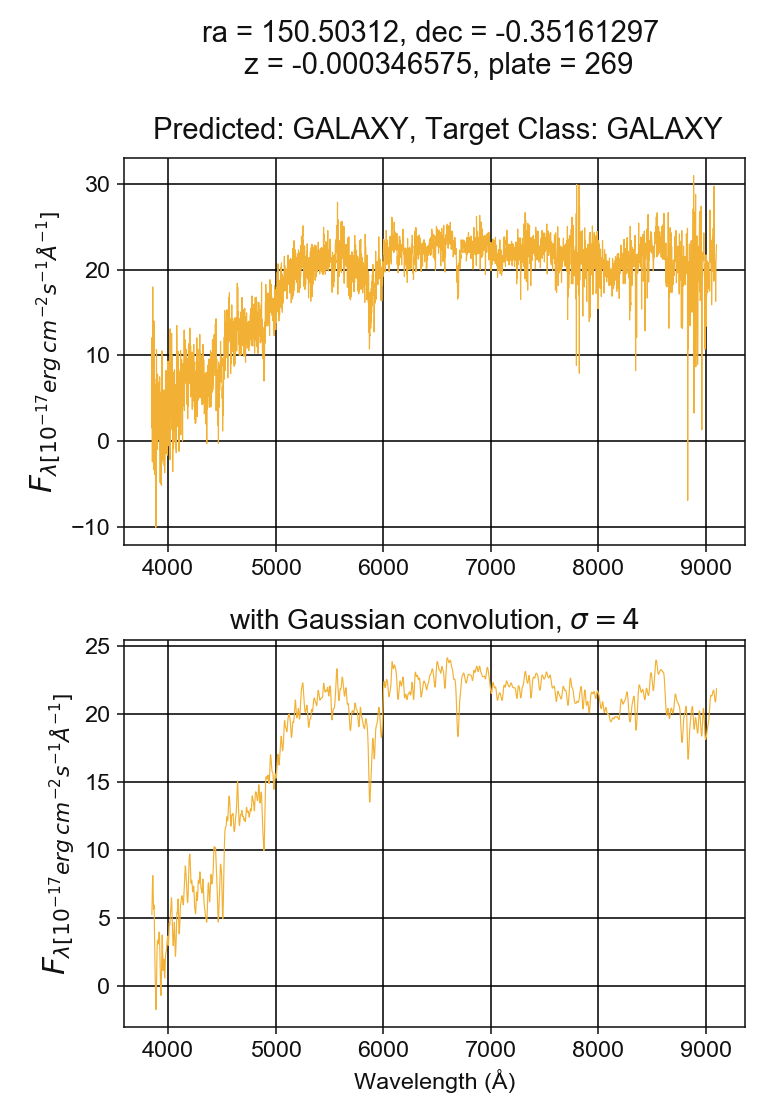 ra = 150.50312, dec = -0.35161297
z = -0.000346575, plate = 269
Predicted: GALAXY, Target Class: GALAXY
30
20
10
0
−10
F_λ[10^{−17} erg cm^{−2}s^{−1}Å^{−1}]
4000 5000 6000 7000 8000 9000
with Gaussian convolution, σ = 4
25
20
15
10
5
0
F_λ[10^{−17} erg cm^{−2}s^{−1}Å^{−1}]
4000 5000 6000 7000 8000 9000
Wavelength (Å)